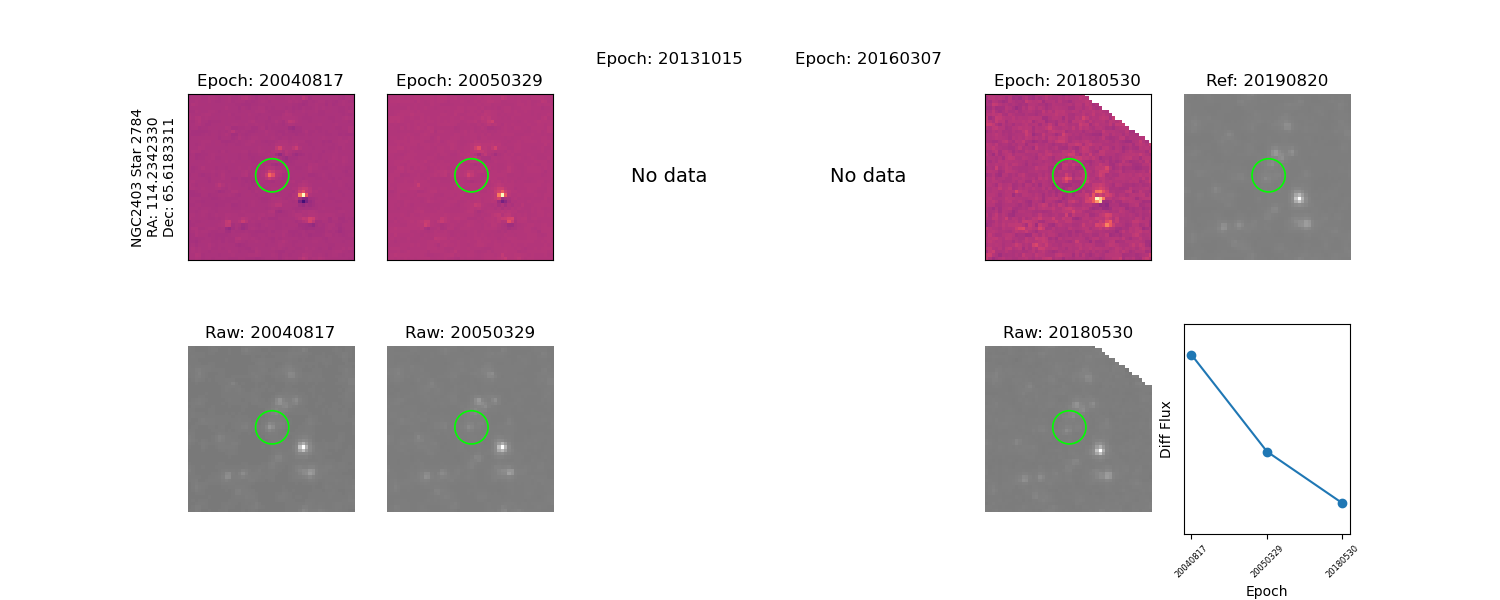 Epoch: 20131015
Epoch: 20160307
Epoch: 20040817
Epoch: 20050329
Epoch: 20180530
Ref: 20190820
NGC2403 Star 2784
RA: 114.2342330
Dec: 65.6183311
No data
No data
Raw: 20040817
Raw: 20050329
Raw: 20180530
Diff Flux
20040817
20050329
20180530
Epoch